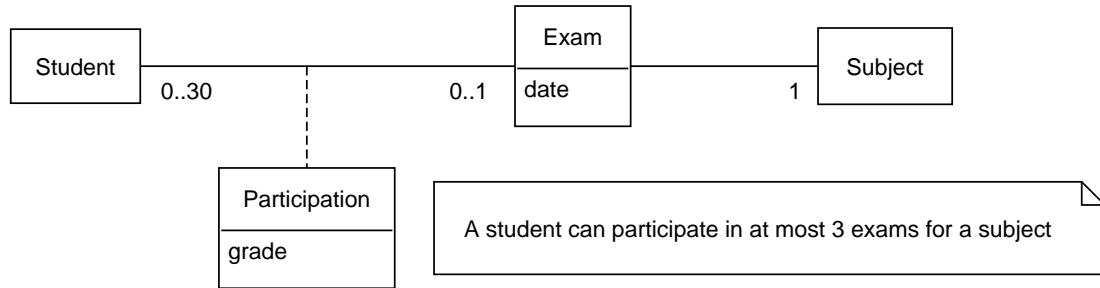 Exam
Student
Subject
date
0..30
0..1
1
Participation
grade
A student can participate in at most 3 exams for a subject